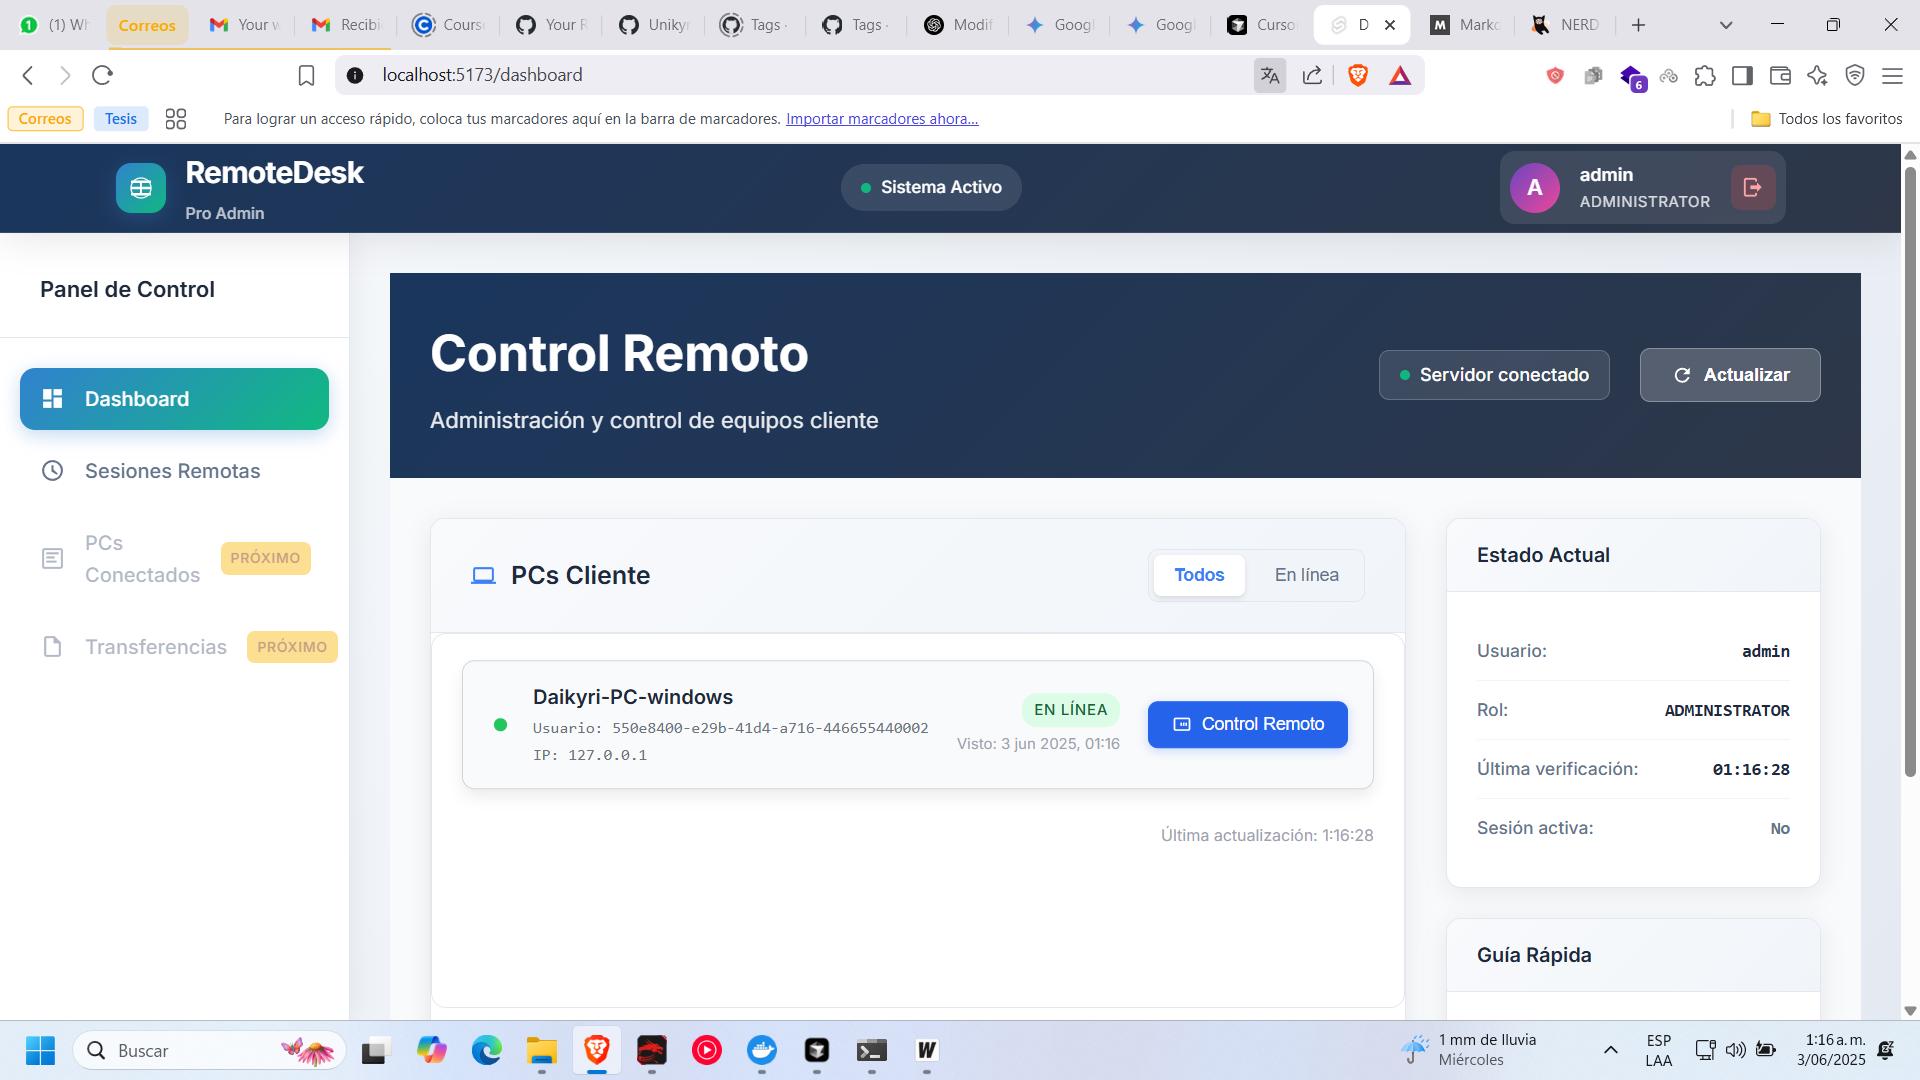 (1) Wh
Correos
Your w
Recibi
Cours
Your R
Unikyr
Tags ·
Tags ·
Modif
Googl
Googl
Curso
D
Marko
NERD
localhost:5173/dashboard
6
Correos
Tesis
Para lograr un acceso rápido, coloca tus marcadores aquí en la barra de marcadores. Importar marcadores ahora...
Todos los favoritos
RemoteDesk
Pro Admin
Sistema Activo
A
admin
ADMINISTRATOR
Panel de Control
Dashboard
Sesiones Remotas
PCs
Conectados
PRÓXIMO
Transferencias
PRÓXIMO
Control Remoto
Administración y control de equipos cliente
Servidor conectado
Actualizar
PCs Cliente
Todos
En línea
Daikyri-PC-windows
Usuario: 550e8400-e29b-41d4-a716-446655440002
IP: 127.0.0.1
EN LÍNEA
Visto: 3 jun 2025, 01:16
Control Remoto
Última actualización: 1:16:28
Estado Actual
Usuario: admin
Rol: ADMINISTRATOR
Última verificación: 01:16:28
Sesión activa: No
Guía Rápida
Buscar
1 mm de lluvia
Miércoles
ESP
LAA
1:16 a. m.
3/06/2025